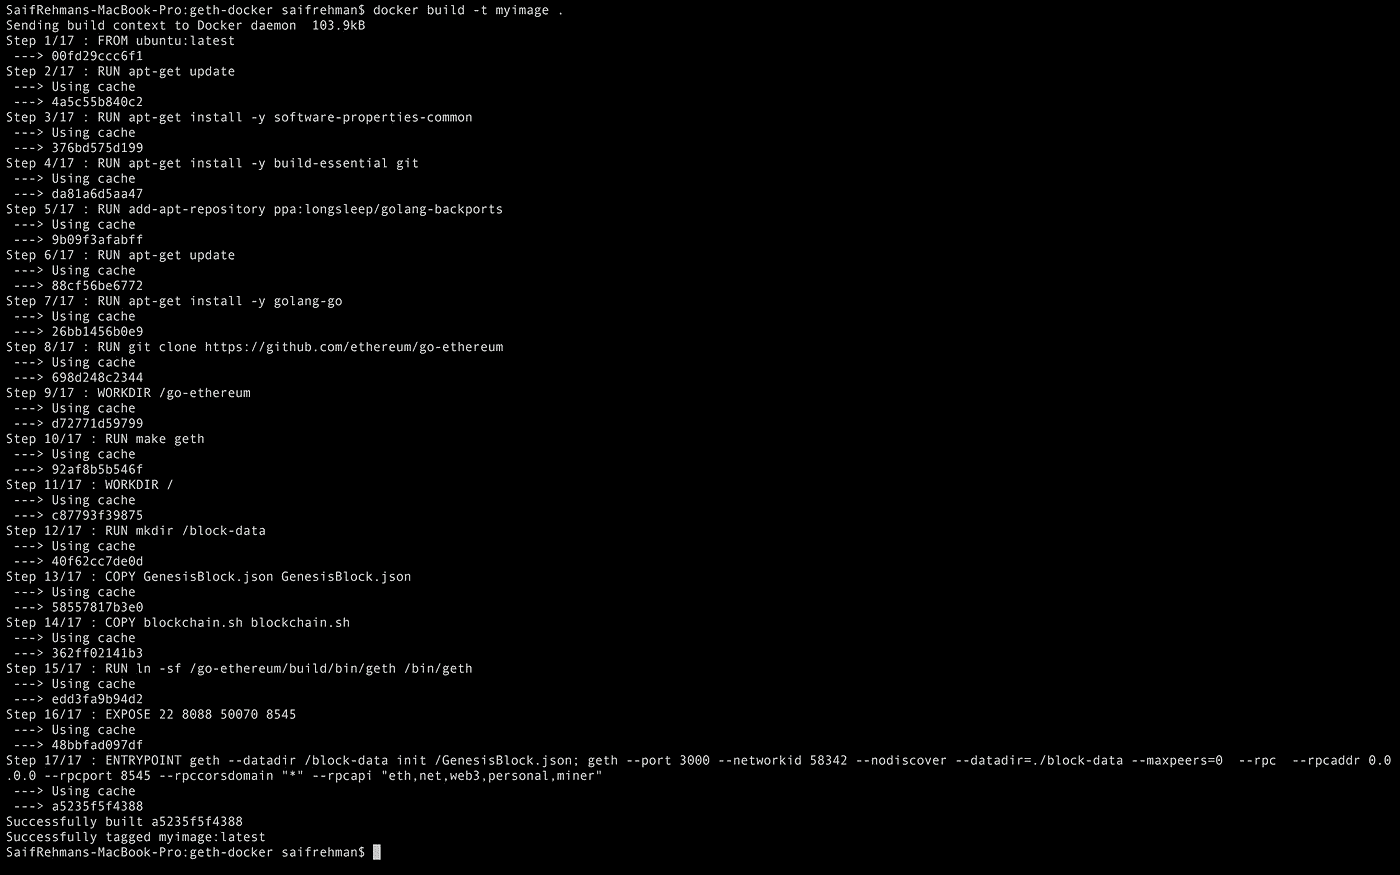 SaifRehmans-MacBook-Pro:geth-docker saifrehman$ docker build -t myimage .
Sending build context to Docker daemon  103.9kB
Step 1/17 : FROM ubuntu:latest
 ---> 00fd29ccc6f1
Step 2/17 : RUN apt-get update
 ---> Using cache
 ---> 4a5c55b840c2
Step 3/17 : RUN apt-get install -y software-properties-common
 ---> Using cache
 ---> 376bd575d199
Step 4/17 : RUN apt-get install -y build-essential git
 ---> Using cache
 ---> da81a6d5aa47
Step 5/17 : RUN add-apt-repository ppa:longsleep/golang-backports
 ---> Using cache
 ---> 9b09f3afabff
Step 6/17 : RUN apt-get update
 ---> Using cache
 ---> 88cf56be6772
Step 7/17 : RUN apt-get install -y golang-go
 ---> Using cache
 ---> 26bb1456b0e9
Step 8/17 : RUN git clone https://github.com/ethereum/go-ethereum
 ---> Using cache
 ---> 698d248c2344
Step 9/17 : WORKDIR /go-ethereum
 ---> Using cache
 ---> d72771d59799
Step 10/17 : RUN make geth
 ---> Using cache
 ---> 92af8b5b546f
Step 11/17 : WORKDIR /
 ---> Using cache
 ---> c87793f39875
Step 12/17 : RUN mkdir /block-data
 ---> Using cache
 ---> 40f62cc7de0d
Step 13/17 : COPY GenesisBlock.json GenesisBlock.json
 ---> Using cache
 ---> 58557817b3e0
Step 14/17 : COPY blockchain.sh blockchain.sh
 ---> Using cache
 ---> 362ff02141b3
Step 15/17 : RUN ln -sf /go-ethereum/build/bin/geth /bin/geth
 ---> Using cache
 ---> edd3fa9b94d2
Step 16/17 : EXPOSE 22 8088 50070 8545
 ---> Using cache
 ---> 48bbfad097df
Step 17/17 : ENTRYPOINT geth --datadir /block-data init /GenesisBlock.json; geth --port 3000 --networkid 58342 --nodiscover --datadir=./block-data --maxpeers=0  --rpc  --rpcaddr 0.0
.0.0 --rpcport 8545 --rpccorsdomain "*" --rpcapi "eth,net,web3,personal,miner"
 ---> Using cache
 ---> a5235f5f4388
Successfully built a5235f5f4388
Successfully tagged myimage:latest
SaifRehmans-MacBook-Pro:geth-docker saifrehman$